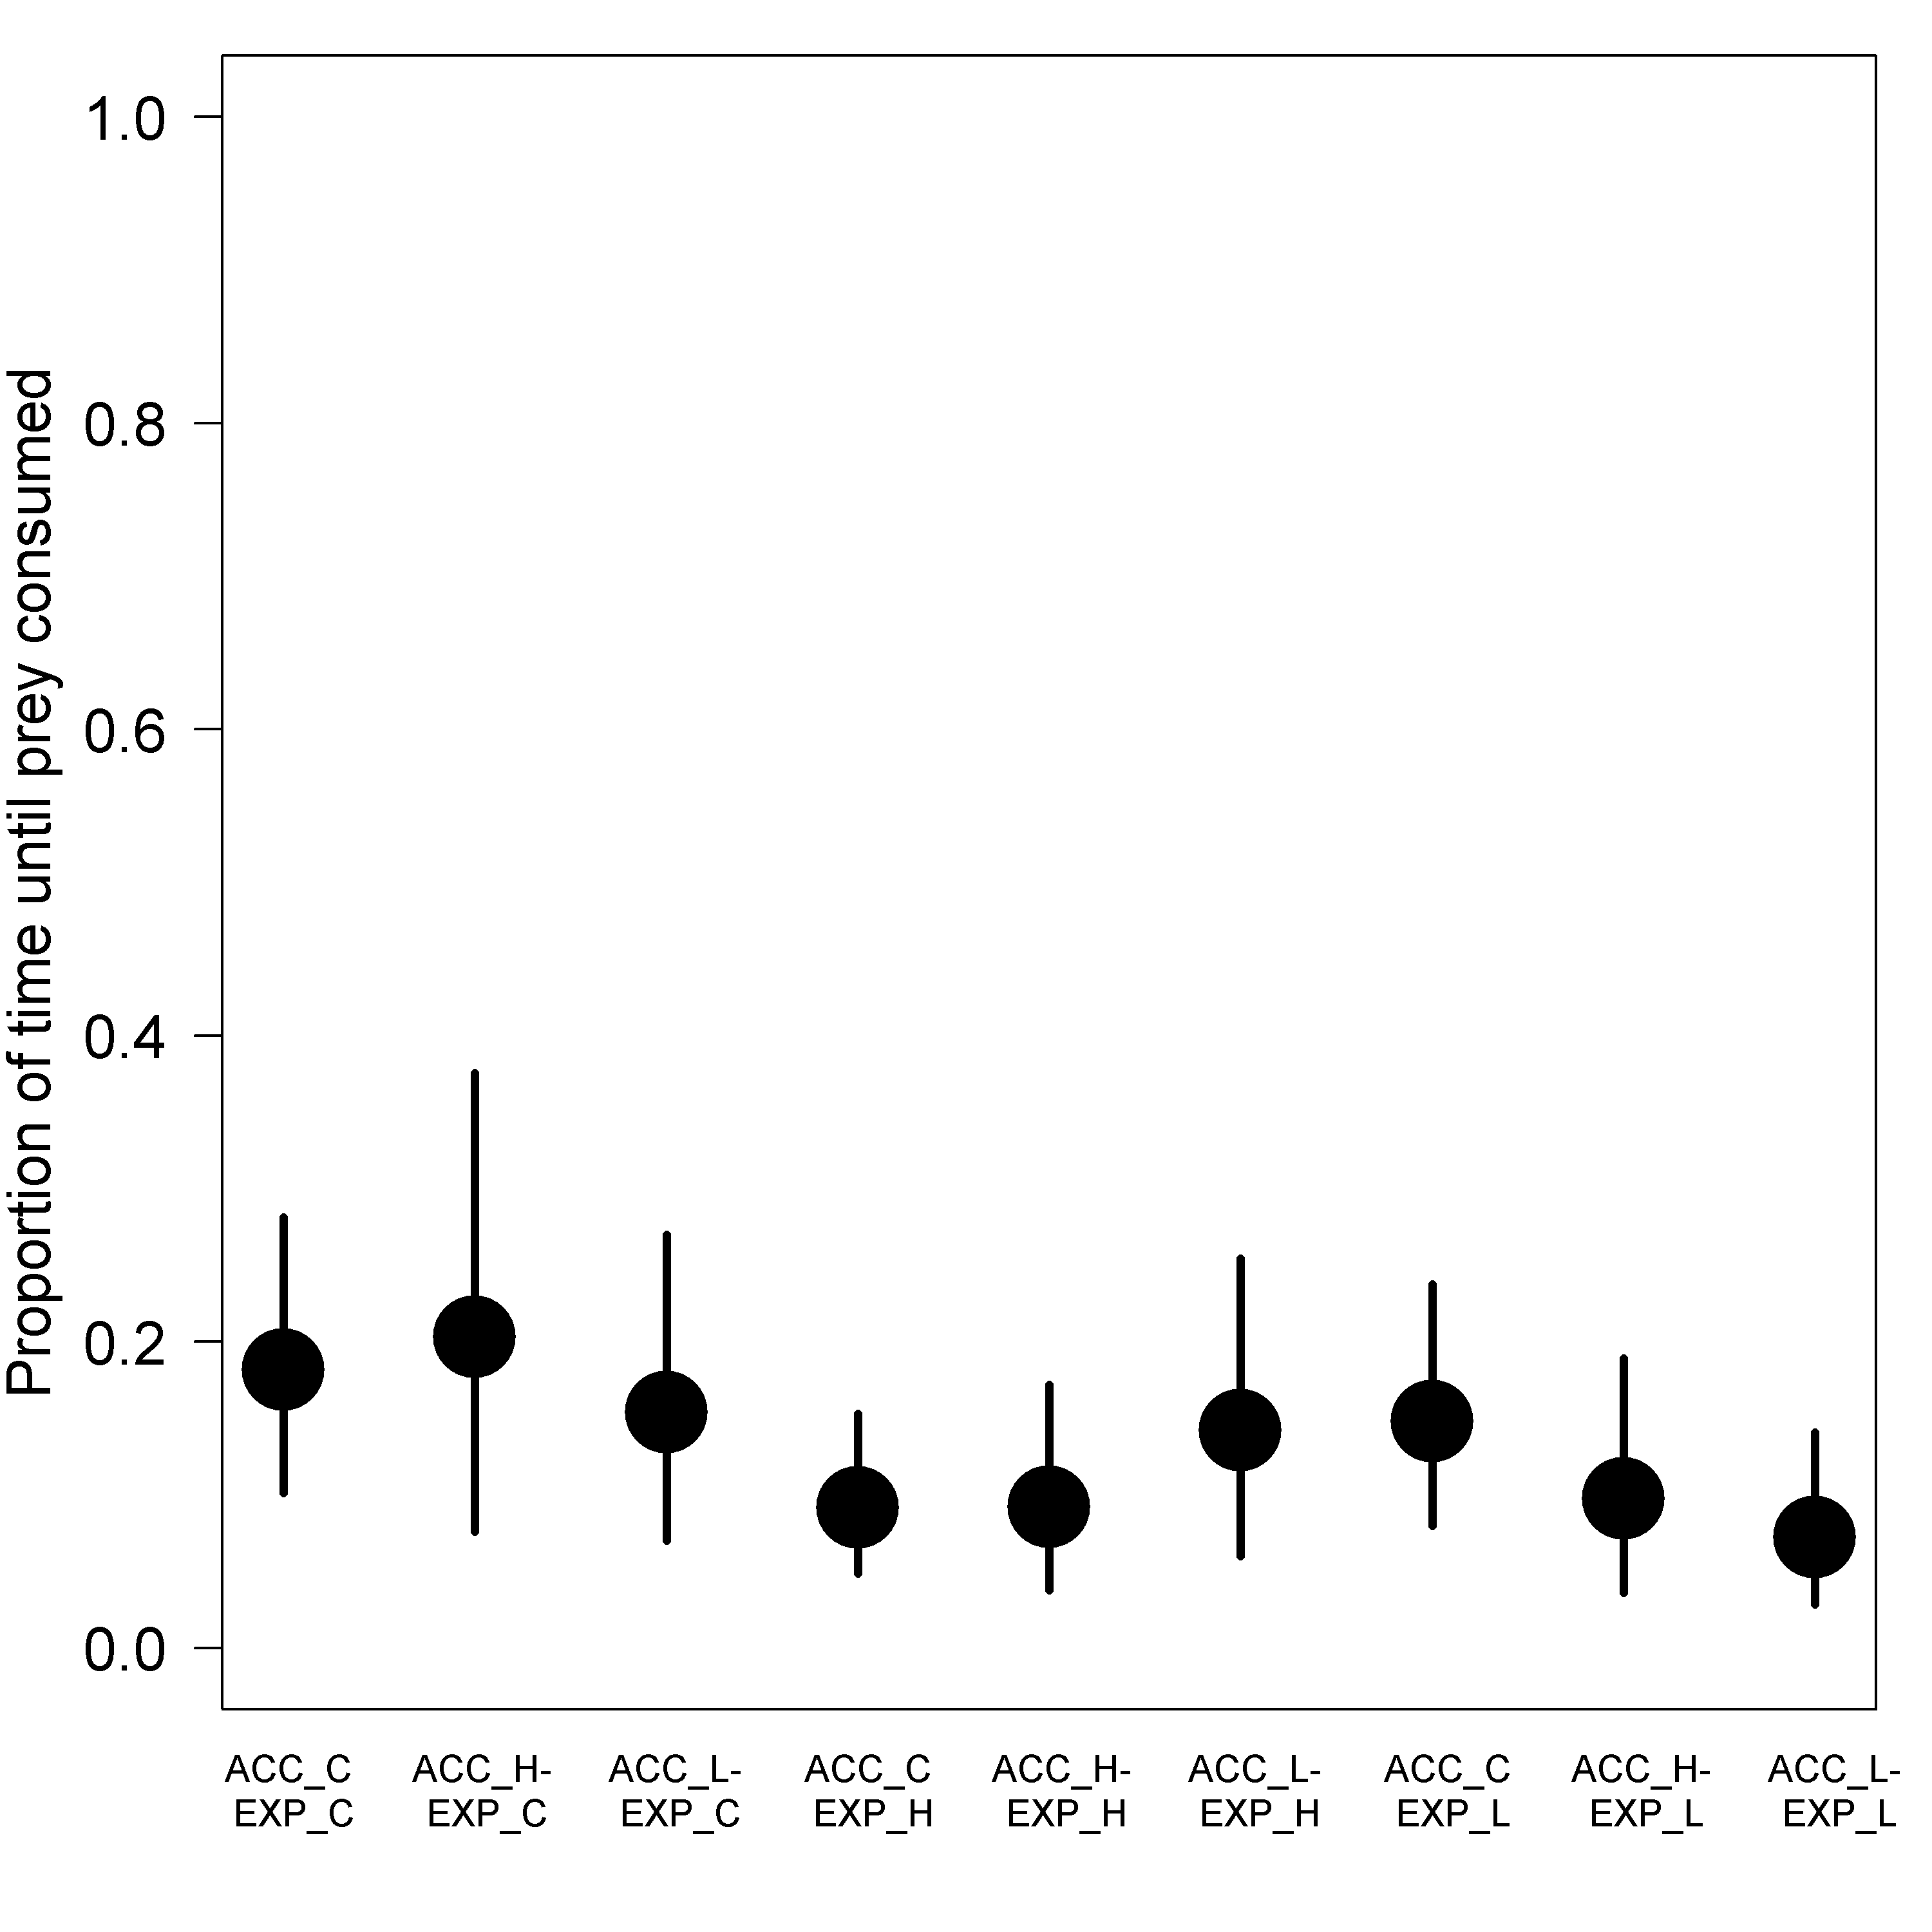 Proportion of time until prey consumed
1.0
0.8
0.6
0.4
0.2
0.0
ACC_C ACC_H- ACC_L- ACC_C ACC_H- ACC_L- ACC_C ACC_H- ACC_L-
EXP_C EXP_C EXP_C EXP_H EXP_H EXP_H EXP_L EXP_L EXP_L